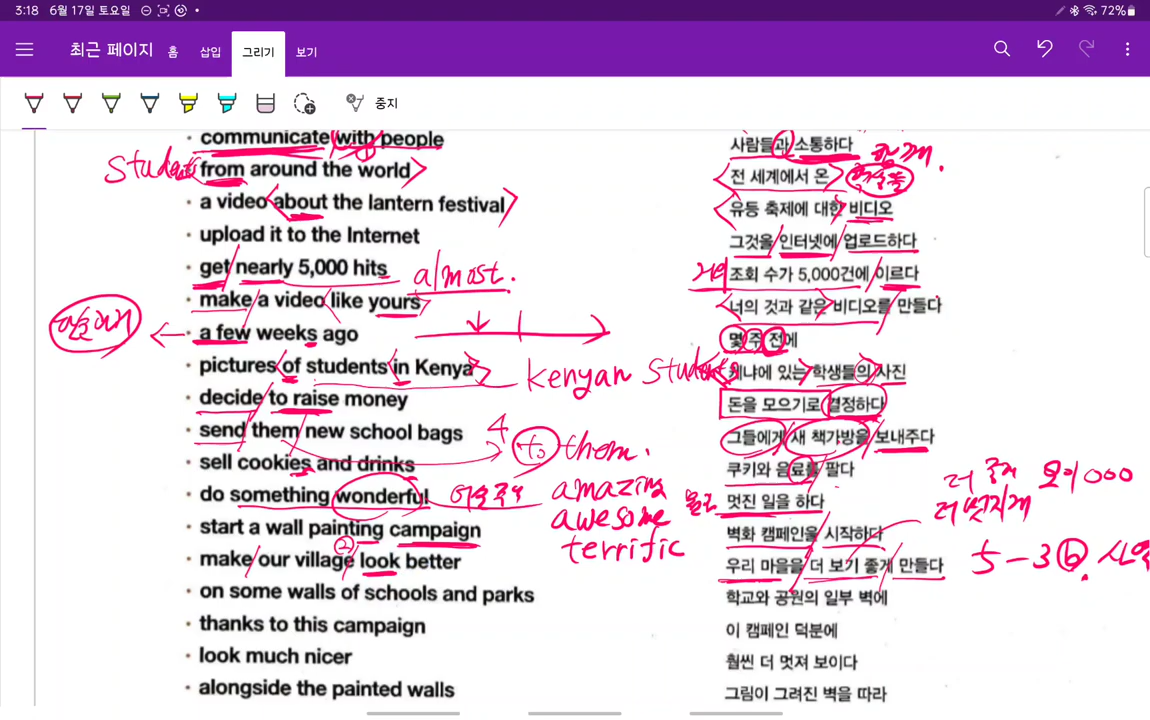 3:18 6월 17일 토요일 72%
최근 페이지 홈 삽입 그리기 보기
중지
communicate with people 사람들과 소통하다
students from around the world 전 세계에서 온 학생들
a video about the lantern festival 유등 축제에 대한 비디오
upload it to the Internet 그것을 인터넷에 업로드하다
get nearly 5,000 hits almost. 거의 조회 수가 5,000건에 이르다
make a video like yours 너의 것과 같은 비디오를 만들다
a few weeks ago 몇 주 전에
pictures of students in Kenya Kenyan students 케냐에 있는 학생들의 사진
decide to raise money 돈을 모으기로 결정하다
send them new school bags 4 to them. 그들에게 새 책가방을 보내주다
sell cookies and drinks 쿠키와 음료를 팔다
do something wonderful amazing 멋진 일을 하다
awesome 더 멋지게
start a wall painting campaign terrific 벽화 캠페인을 시작하다
② make our village look better 우리 마을을 더 보기 좋게 만들다 5-3 ⑥
on some walls of schools and parks 학교와 공원의 일부 벽에
thanks to this campaign 이 캠페인 덕분에
look much nicer 훨씬 더 멋져 보이다
alongside the painted walls 그림이 그려진 벽을 따라